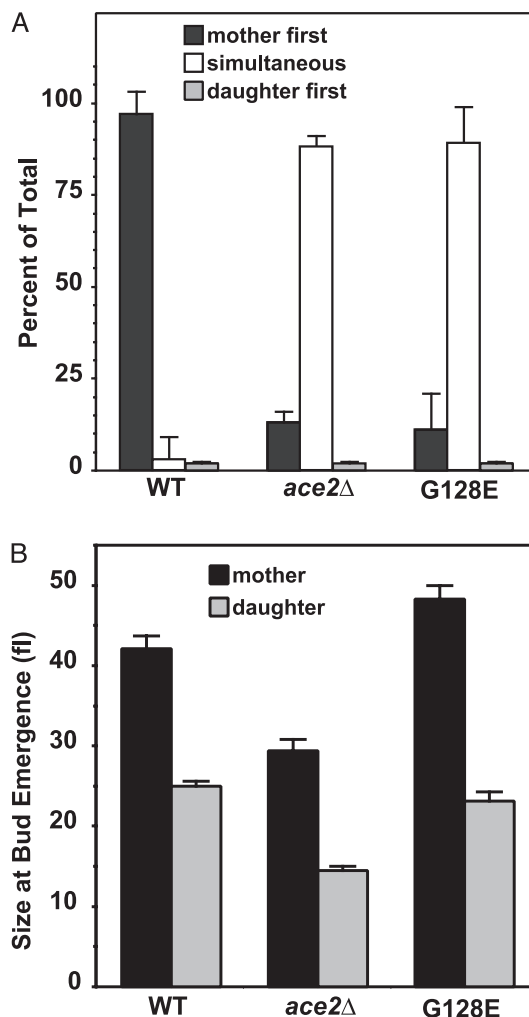 A
mother first
simultaneous
daughter first
Percent of Total
100
75
50
25
0
WT
ace2Δ
G128E
B
mother
daughter
Size at Bud Emergence (fl)
50
40
30
20
10
0
WT
ace2Δ
G128E